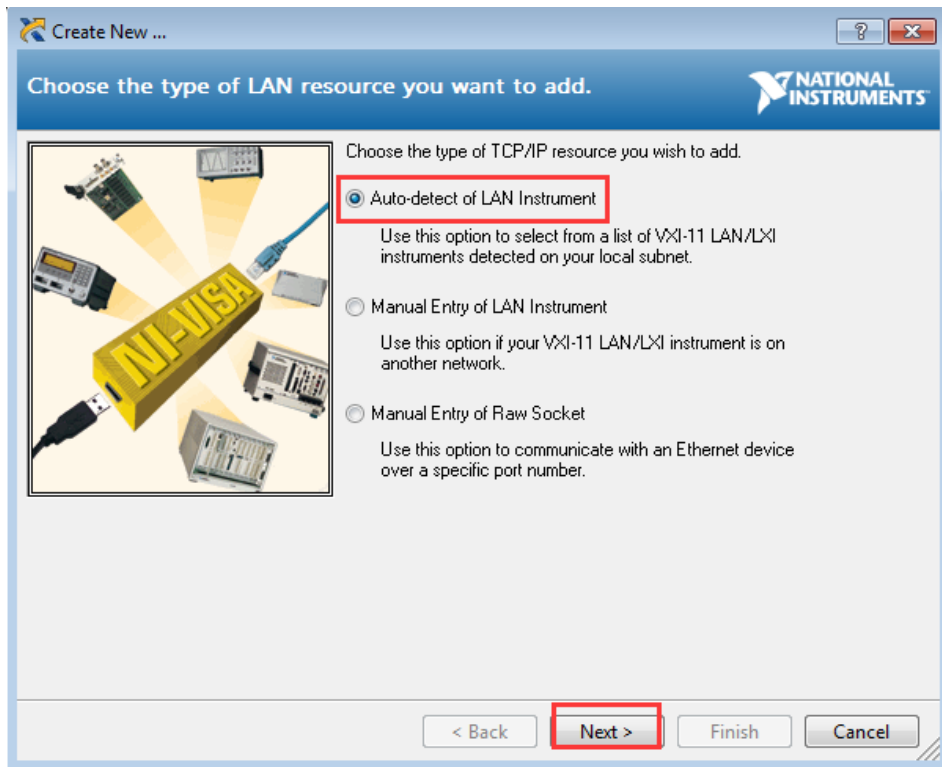 Create New ...
Choose the type of LAN resource you want to add.
NATIONAL
INSTRUMENTS
Choose the type of TCP/IP resource you wish to add.
Auto-detect of LAN Instrument
Use this option to select from a list of VXI-11 LAN/LXI
instruments detected on your local subnet.
Manual Entry of LAN Instrument
Use this option if your VXI-11 LAN/LXI instrument is on
another network.
Manual Entry of Raw Socket
Use this option to communicate with an Ethernet device
over a specific port number.
NI-VISA
< Back
Next >
Finish
Cancel